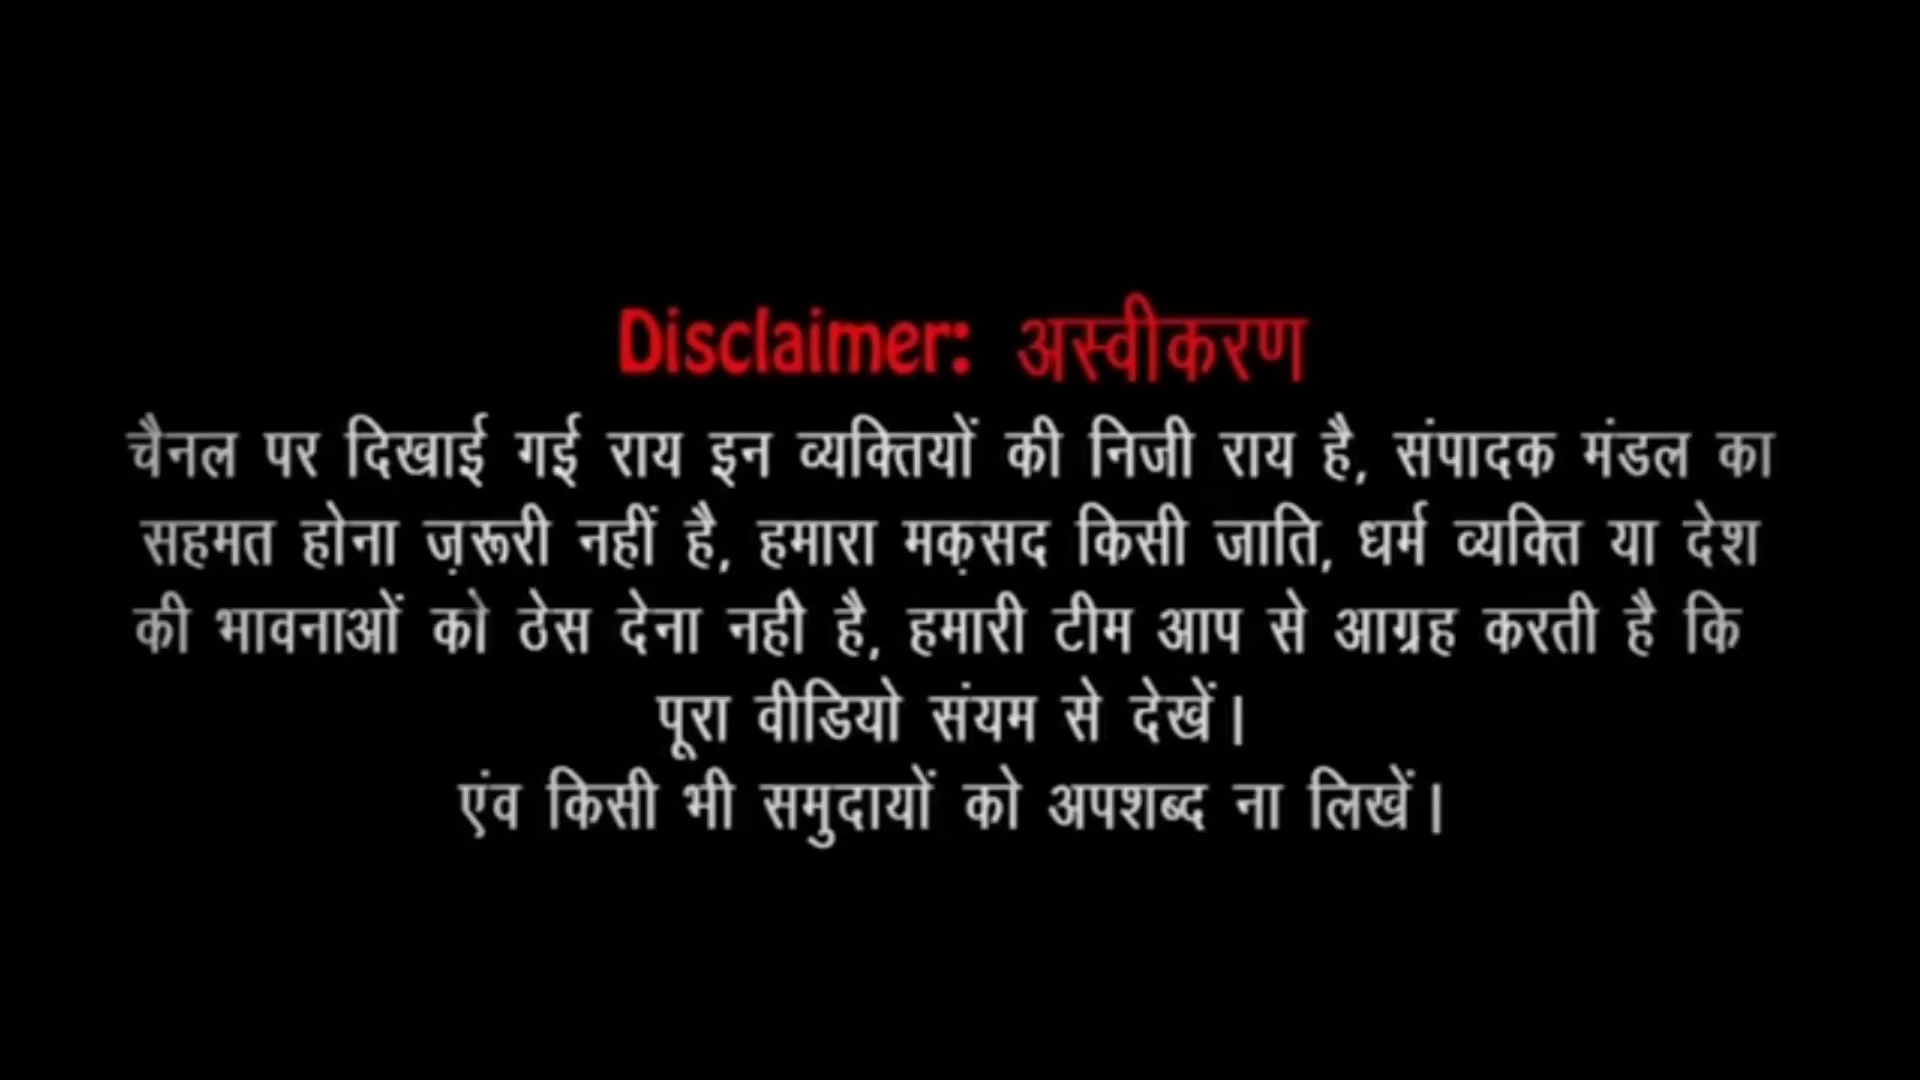 Disclaimer: अस्वीकरण
चैनल पर दिखाई गई राय इन व्यक्तियों की निजी राय है, संपादक मंडल का
सहमत होना ज़रूरी नहीं है, हमारा मक़सद किसी जाति, धर्म व्यक्ति या देश
की भावनाओं को ठेस देना नही है, हमारी टीम आप से आग्रह करती है कि
पूरा वीडियो संयम से देखें।
एंव किसी भी समुदायों को अपशब्द ना लिखें।